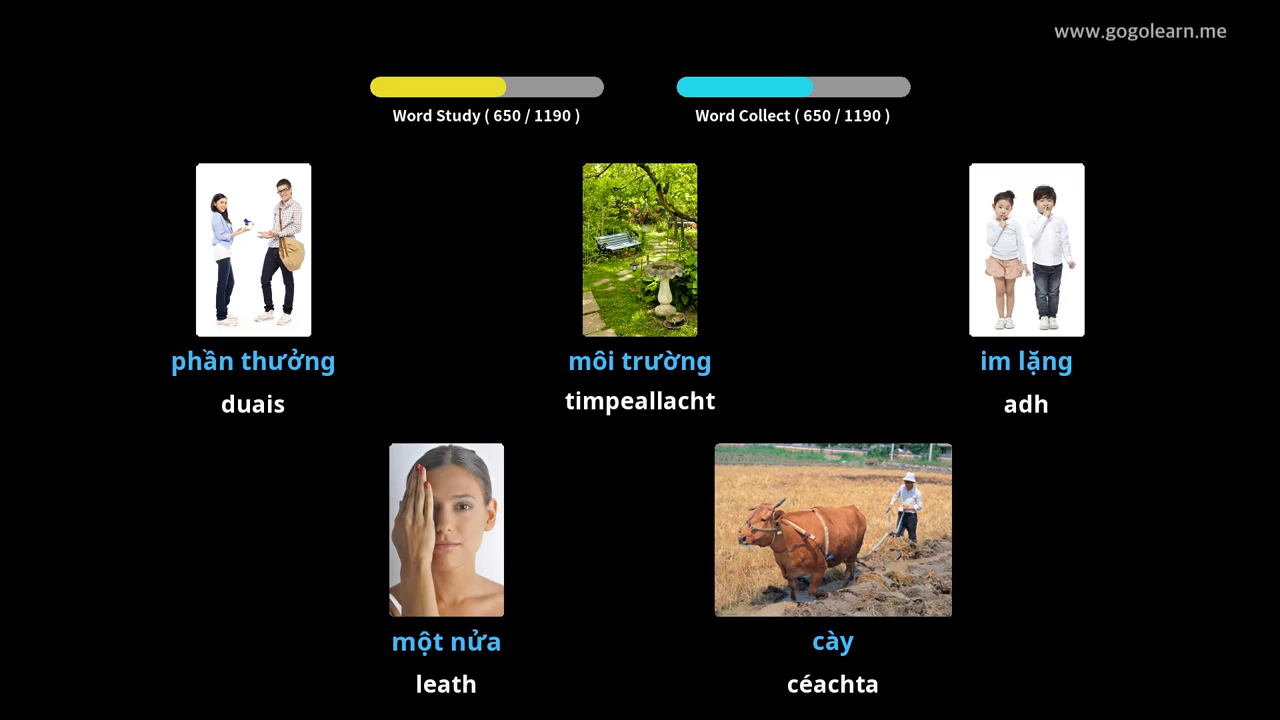 www.gogolearn.me
Word Study ( 650 / 1190 )
Word Collect ( 650 / 1190 )
phần thưởng
môi trường
im lặng
duais
timpeallacht
adh
một nửa
cày
leath
céachta